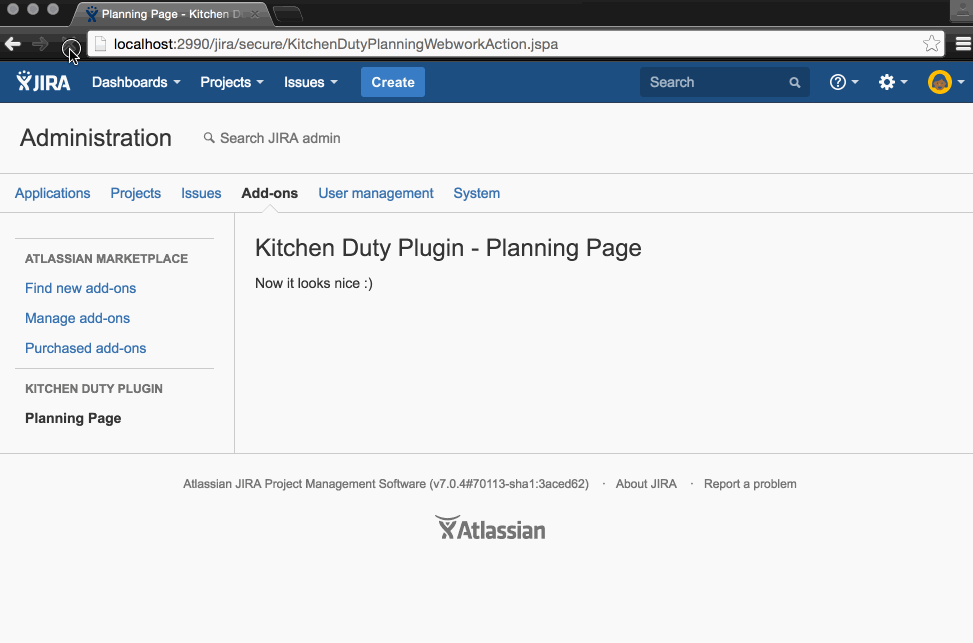 Planning Page - Kitchen D
localhost:2990/jira/secure/KitchenDutyPlanningWebworkAction.jspa
JIRA Dashboards Projects Issues Create Search
Administration Search JIRA admin
Applications Projects Issues Add-ons User management System
ATLASSIAN MARKETPLACE
Find new add-ons
Manage add-ons
Purchased add-ons
KITCHEN DUTY PLUGIN
Planning Page
Kitchen Duty Plugin - Planning Page
Now it looks nice :)
Atlassian JIRA Project Management Software (v7.0.4#70113-sha1:3aced62) · About JIRA · Report a problem
Atlassian